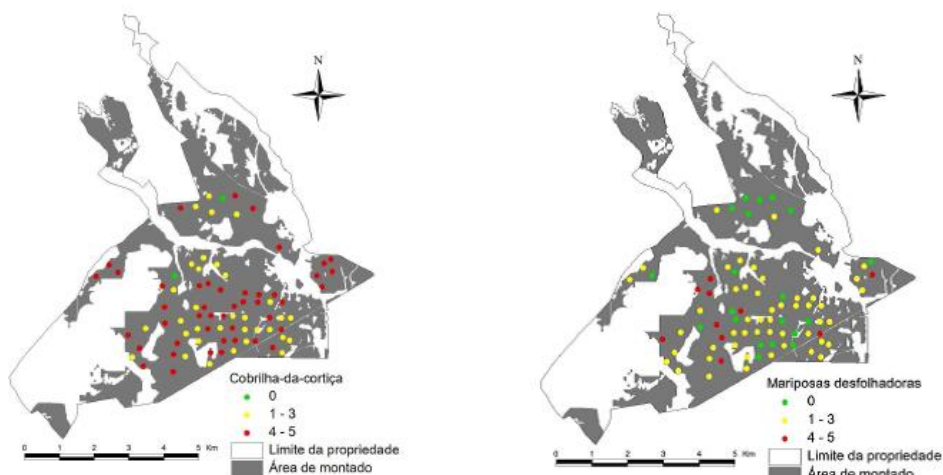 N
Cobrilha-da-cortiça
0
1 - 3
4 - 5
Limite da propriedade
Área de montado
0 1 2 3 4 5 Km
N
Mariposas desfolhadoras
0
1 - 3
4 - 5
Limite da propriedade
Área de montado
0 1 2 3 4 5 Km